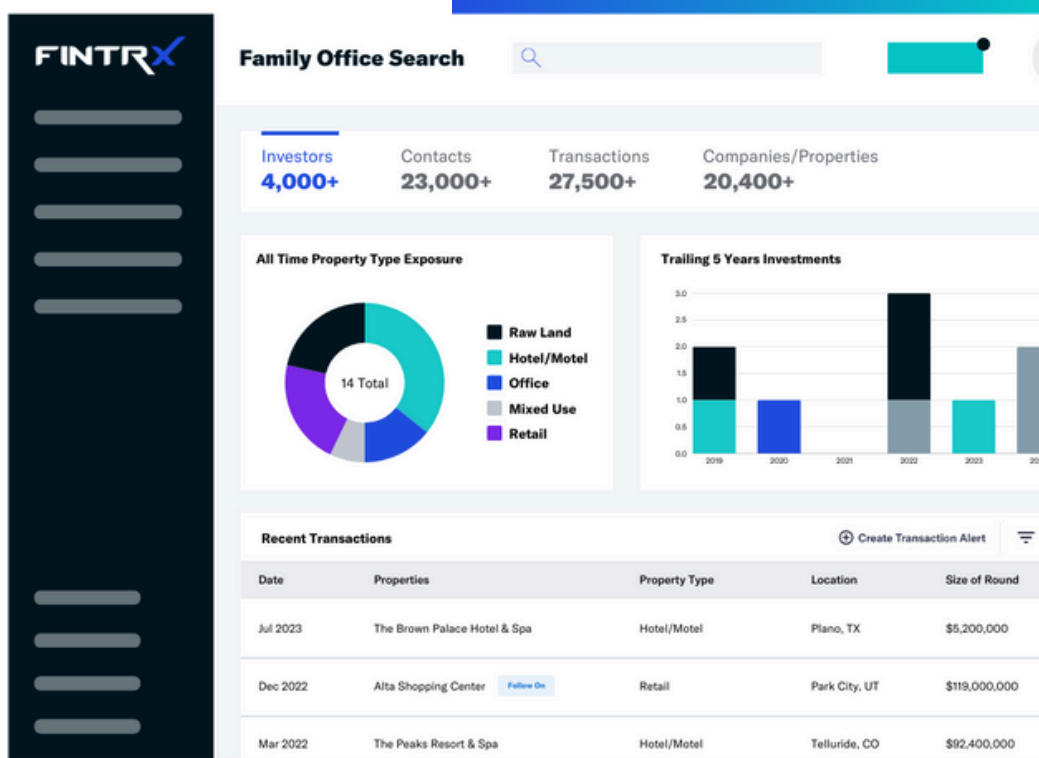 FINTRX
Family Office Search
Investors Contacts Transactions Companies/Properties
4,000+ 23,000+ 27,500+ 20,400+
All Time Property Type Exposure
14 Total
Raw Land
Hotel/Motel
Office
Mixed Use
Retail
Trailing 5 Years Investments
3.0
2.5
2.0
1.5
1.0
0.5
0.0
2019 2020 2021 2022 2023 20
Recent Transactions Create Transaction Alert
Date Properties Property Type Location Size of Round
Jul 2023 The Brown Palace Hotel & Spa Hotel/Motel Plano, TX $5,200,000
Dec 2022 Alta Shopping Center Follow On Retail Park City, UT $119,000,000
Mar 2022 The Peaks Resort & Spa Hotel/Motel Telluride, CO $92,400,000